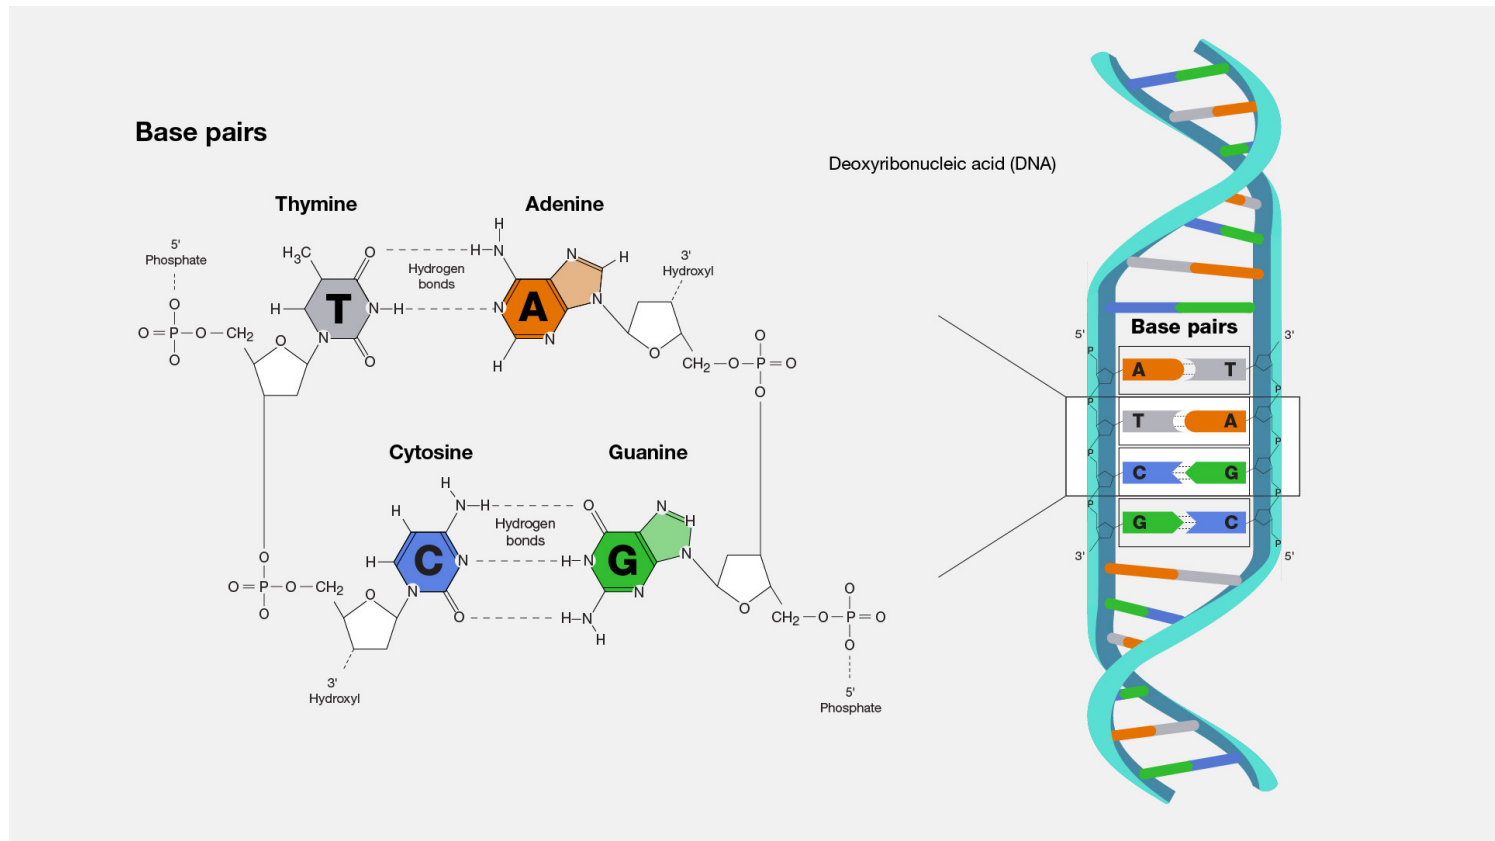 Base pairs
Deoxyribonucleic acid (DNA)
Thymine
Adenine
5'
Phosphate
H₃C
O
Hydrogen
bonds
H
H–N
N
H
3'
Hydroxyl
O
O=P–O–CH₂
O
H
T
N–H
N
O
O
N
A
N
N
H
O
CH₂–O–P=O
O
O
Cytosine
Guanine
H
N–H
H
Hydrogen
bonds
O
N
H
H
C
N
H–N
G
N
O
O=P–O–CH₂
O
O
N
O
H–N
H
N
O
CH₂–O–P=O
O
O
3'
Hydroxyl
5'
Phosphate
Base pairs
5'
3'
P
A
T
P
P
T
A
P
P
C
G
P
P
G
C
P
3'
5'